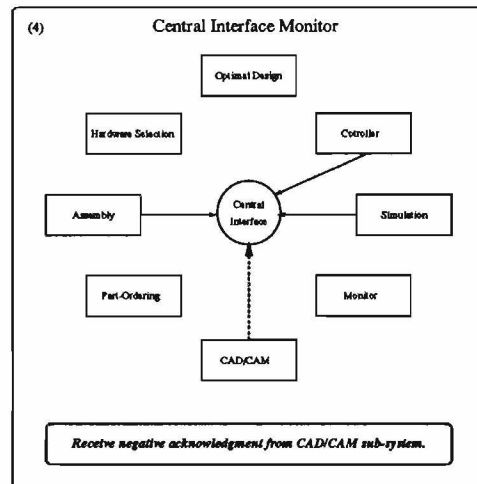 (4) Central Interface Monitor
Optimal Design
Hardware Selection
Cotroller
Assembly
Central
Interface
Simulation
Part-Ordering
Monitor
CAD/CAM
Receive negative acknowledgment from CAD/CAM sub-system.